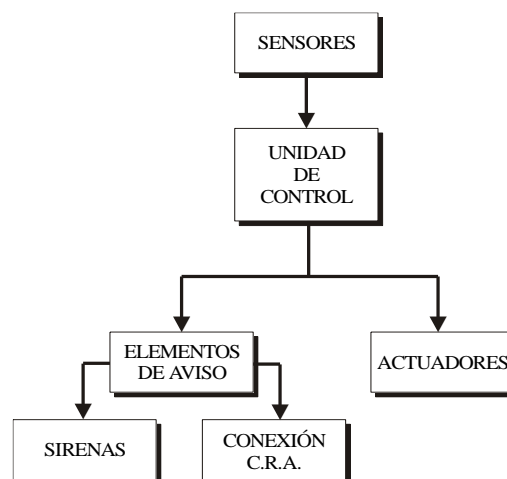 SENSORES
UNIDAD
DE
CONTROL
ELEMENTOS
DE AVISO
ACTUADORES
SIRENAS
CONEXIÓN
C.R.A.